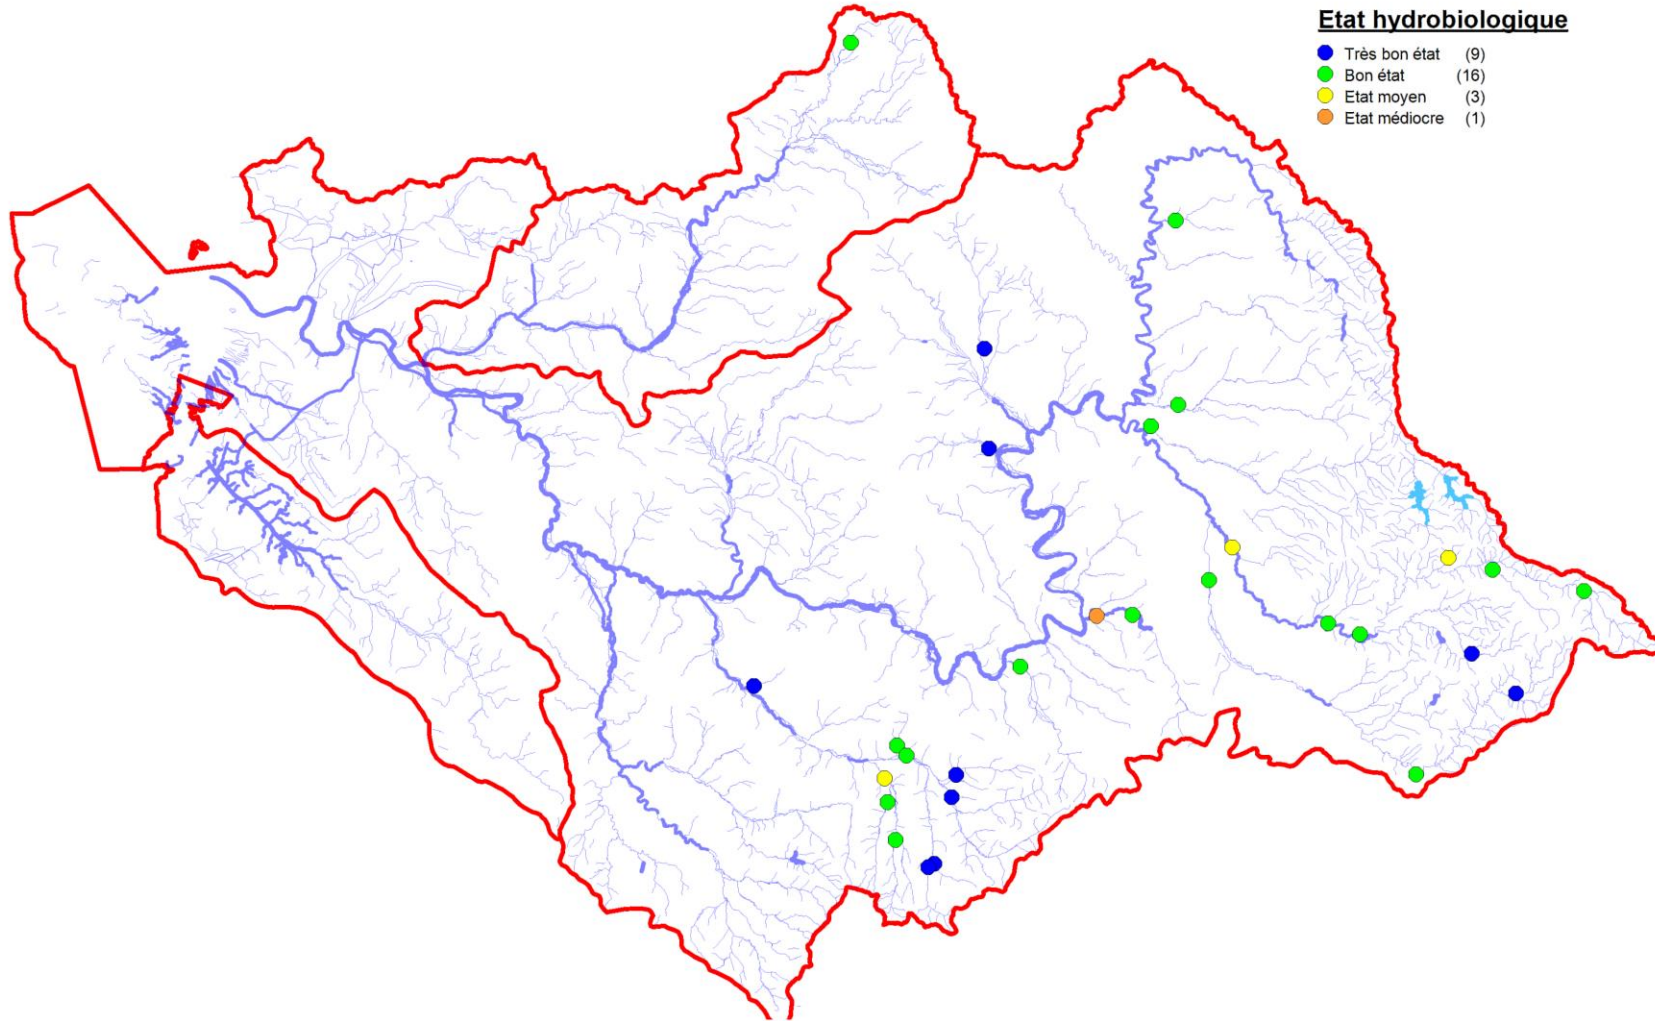 Etat hydrobiologique
Très bon état (9)
Bon état (16)
Etat moyen (3)
Etat médiocre (1)